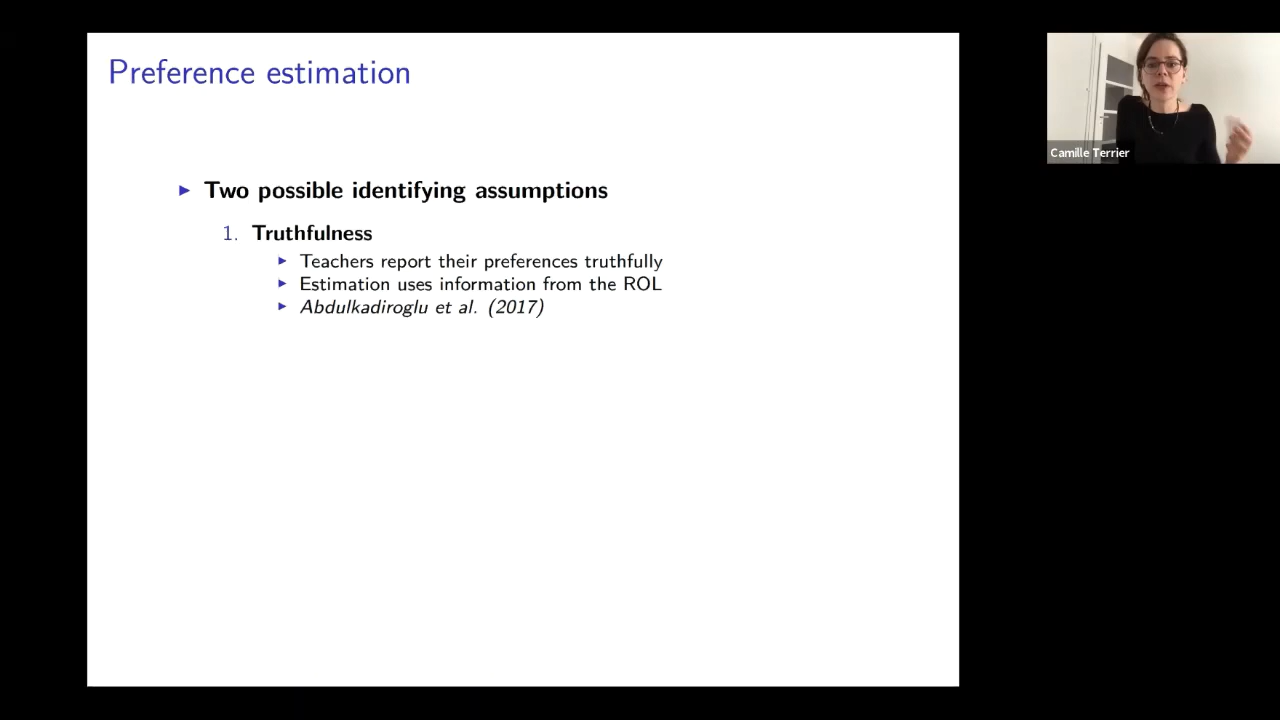 Preference estimation
▶ Two possible identifying assumptions
1. Truthfulness
▶ Teachers report their preferences truthfully
▶ Estimation uses information from the ROL
▶ Abdulkadiroglu et al. (2017)
Camille Terrier